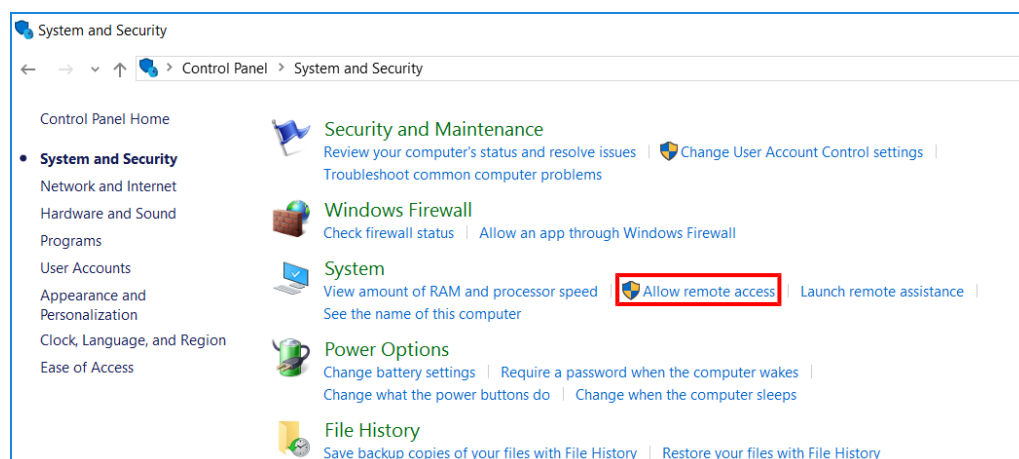 System and Security
Control Panel > System and Security
Control Panel Home
System and Security
Network and Internet
Hardware and Sound
Programs
User Accounts
Appearance and
Personalization
Clock, Language, and Region
Ease of Access
Security and Maintenance
Review your computer's status and resolve issues | Change User Account Control settings |
Troubleshoot common computer problems
Windows Firewall
Check firewall status | Allow an app through Windows Firewall
System
View amount of RAM and processor speed | Allow remote access | Launch remote assistance |
See the name of this computer
Power Options
Change battery settings | Require a password when the computer wakes |
Change what the power buttons do | Change when the computer sleeps
File History
Save backup copies of your files with File History | Restore your files with File History